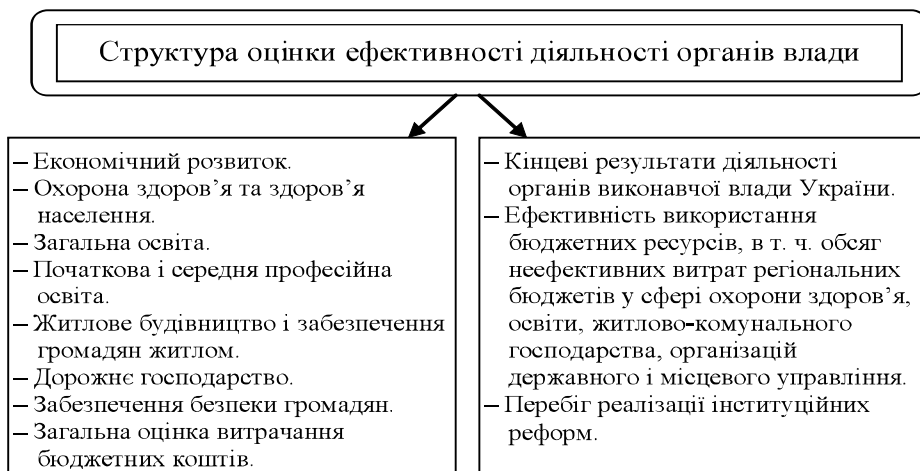 Структура оцінки ефективності діяльності органів влади
– Економічний розвиток.
– Охорона здоров’я та здоров’я
населення.
– Загальна освіта.
– Початкова і середня професійна
освіта.
– Житлове будівництво і забезпечення
громадян житлом.
– Дорожнє господарство.
– Забезпечення безпеки громадян.
– Загальна оцінка витрачання
бюджетних коштів.
– Кінцеві результати діяльності
органів виконавчої влади України.
– Ефективність використання
бюджетних ресурсів, в т. ч. обсяг
неефективних витрат регіональних
бюджетів у сфері охорони здоров’я,
освіти, житлово-комунального
господарства, організацій
державного і місцевого управління.
– Перебіг реалізації інституційних
реформ.